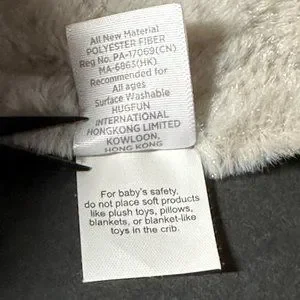 All New Material
POLYESTER FIBER
Reg No. PA-17069(CN)
MA-6863(HK)
Recommended for
All ages
Surface Washable
HUGFUN
INTERNATIONAL
HONGKONG LIMITED
KOWLOON,
HONG KONG
For baby's safety,
do not place soft products
like plush toys, pillows,
blankets, or blanket-like
toys in the crib.